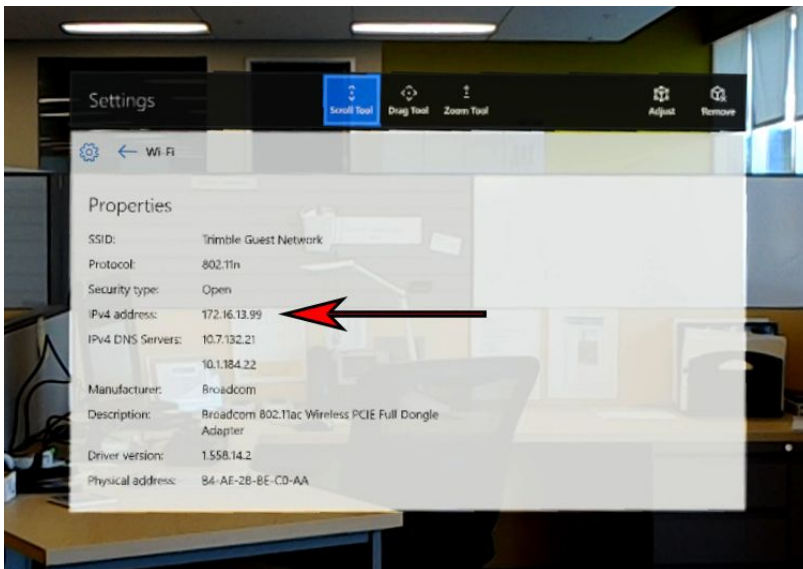 Settings
Scroll Tool
Drag Tool
Zoom Tool
Adjust
Remove
Wi-Fi
Properties
SSID: Trimble Guest Network
Protocol: 802.11n
Security type: Open
IPv4 address: 172.16.13.99
IPv4 DNS Servers: 10.7.132.21
10.1.184.22
Manufacturer: Broadcom
Description: Broadcom 802.11ac Wireless PCIE Full Dongle
Adapter
Driver version: 1.558.14.2
Physical address: B4-AE-2B-BE-C0-AA